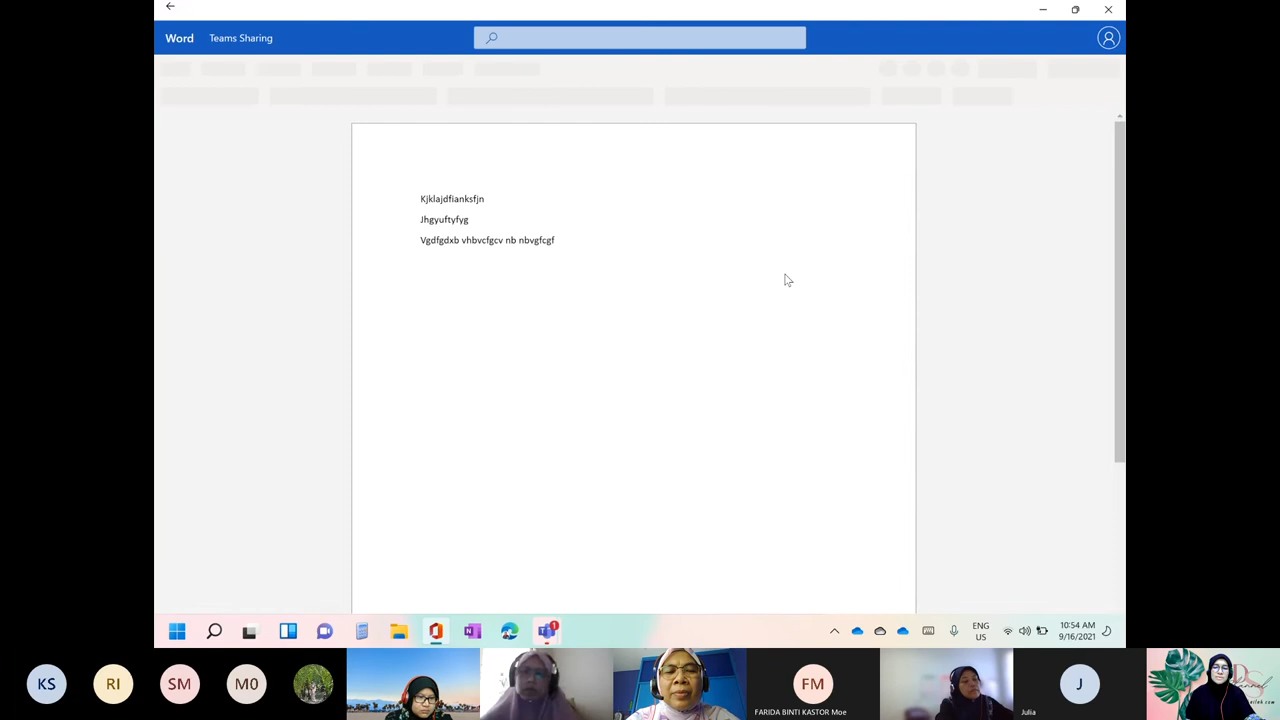 Word Teams Sharing
Kjklajdfianksfjn
Jhgyuftyfyg
Vgdfgdxb vhbvcfgcv nb nbvgfcgf
1
ENG
US
10:54 AM
9/16/2021
KS
RI
SM
M0
FM
FARIDA BINTI KASTOR Moe
J
Julia